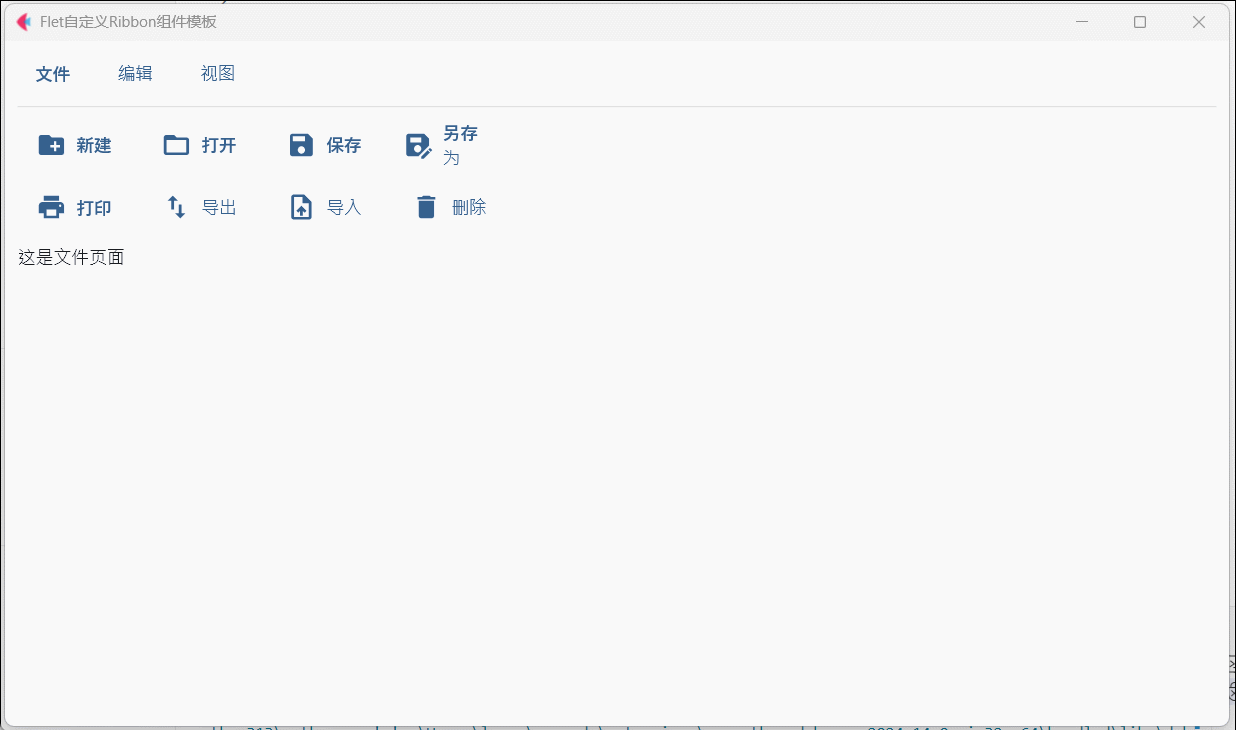 Flet自定义Ribbon组件模板
文件 编辑 视图
新建 打开 保存 另存
为
打印 导出 导入 删除
这是文件页面